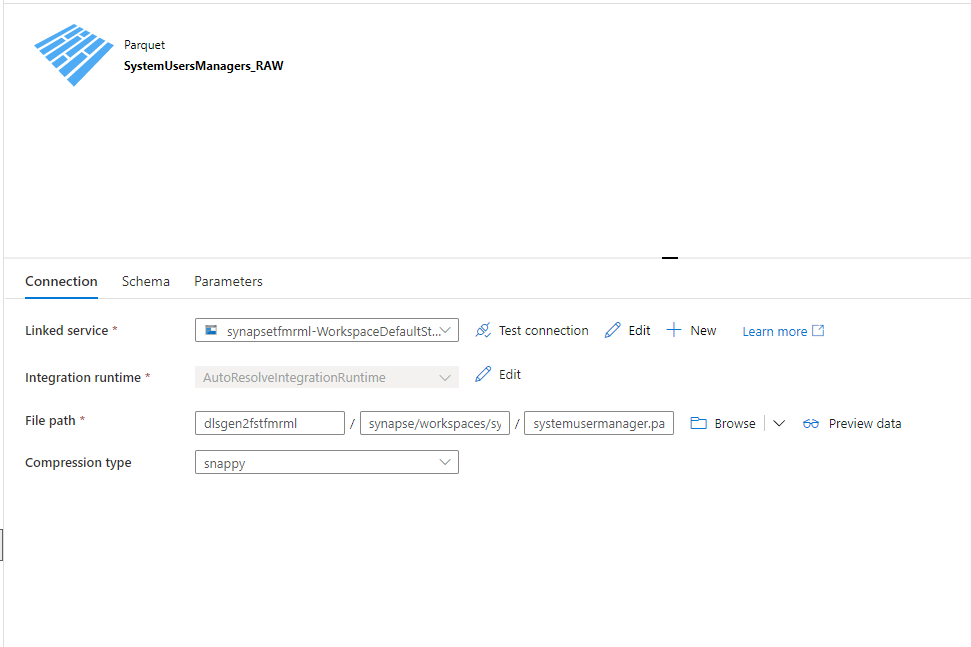 Parquet
SystemUsersManagers_RAW
Connection Schema Parameters
Linked service * synapsetfmrml-WorkspaceDefaultSt... Test connection Edit New Learn more
Integration runtime * AutoResolveIntegrationRuntime Edit
File path * dlsgen2fstfmrml / synapse/workspaces/sy / systemusermanager.pa Browse Preview data
Compression type snappy